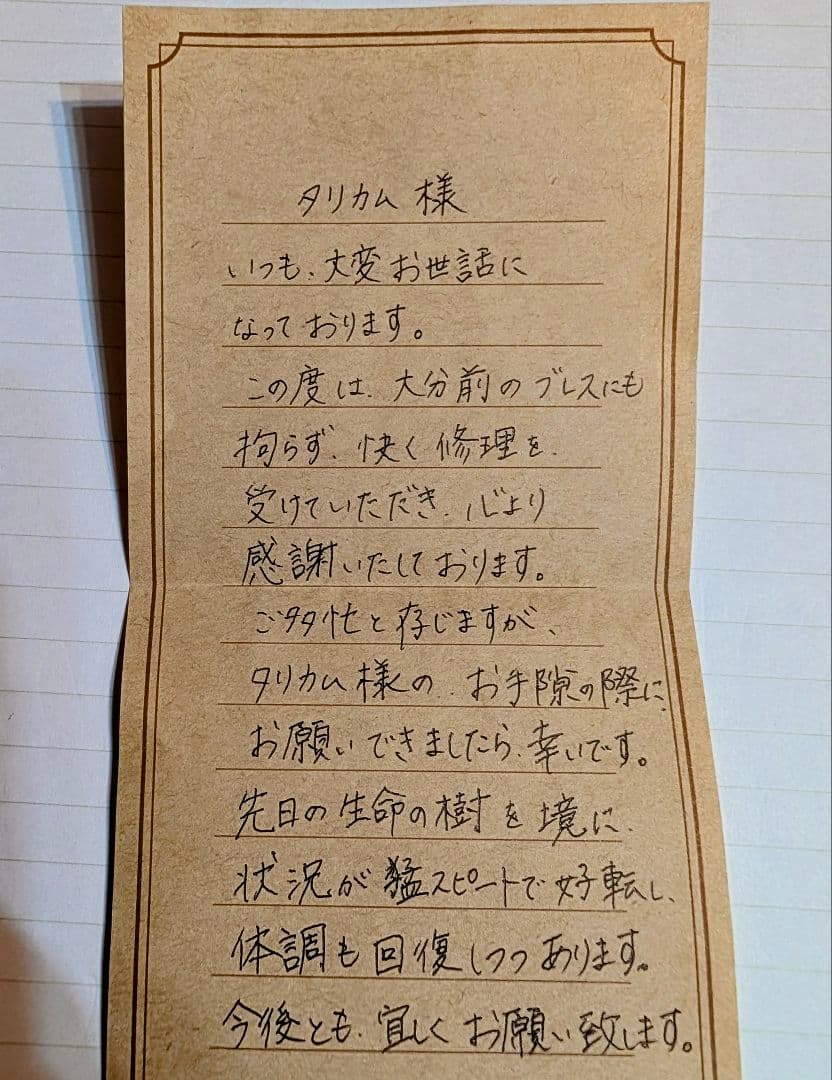 タリカム様
いつも、大変お世話に
なっております。
この度は、大分前のブレスにも
拘らず、快く修理を、
受けていただき、心より
感謝いたしております。
ご多忙と存じますが、
タリカム様の、お手隙の際に、
お願いできましたら、幸いです。
先日の生命の樹を境に、
状況が猛スピードで好転し、
体調も回復しつつあります。
今後とも、宜しくお願い致します。